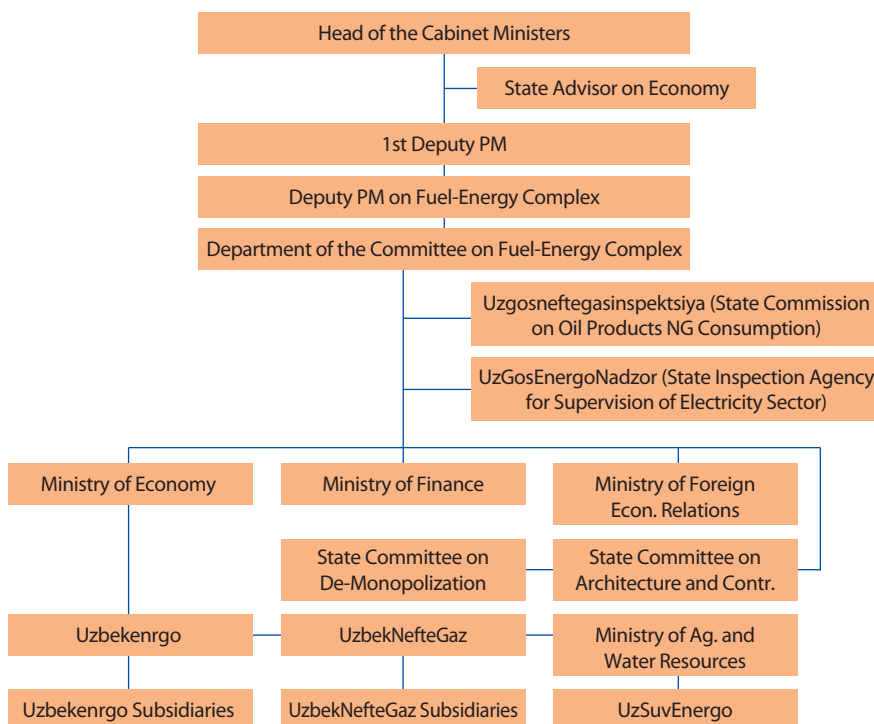 Head of the Cabinet Ministers
State Advisor on Economy
1st Deputy PM
Deputy PM on Fuel-Energy Complex
Department of the Committee on Fuel-Energy Complex
Uzgosneftegasinspektsiya (State Commission
on Oil Products NG Consumption)
UzGosEnergoNadzor (State Inspection Agency
for Supervision of Electricity Sector)
Ministry of Economy
Ministry of Finance
Ministry of Foreign
Econ. Relations
State Committee on
De-Monopolization
State Committee on
Architecture and Contr.
Uzbekenrgo
UzbekNefteGaz
Ministry of Ag. and
Water Resources
Uzbekenrgo Subsidiaries
UzbekNefteGaz Subsidiaries
UzSuvEnergo